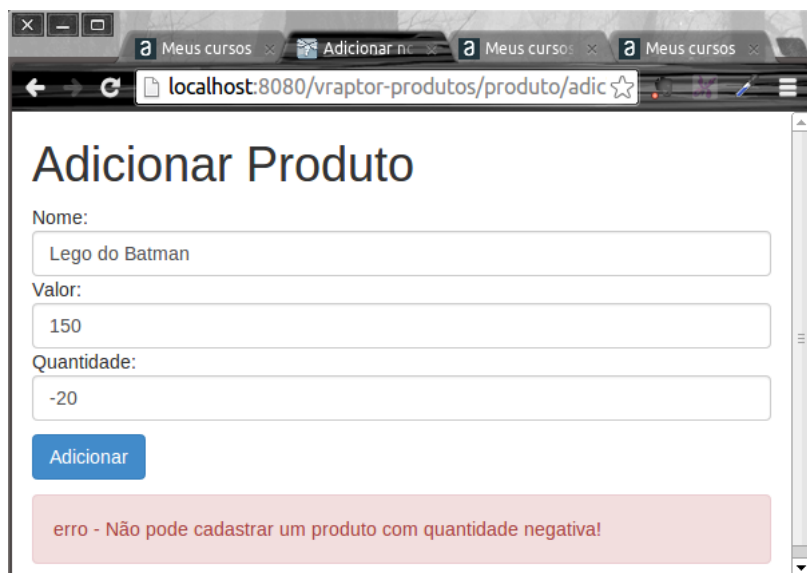 Meus cursos
Adicionar no
Meus cursos
Meus cursos
localhost:8080/vraptor-produtos/produto/adic
Adicionar Produto
Nome:
Lego do Batman
Valor:
150
Quantidade:
-20
Adicionar
erro - Não pode cadastrar um produto com quantidade negativa!